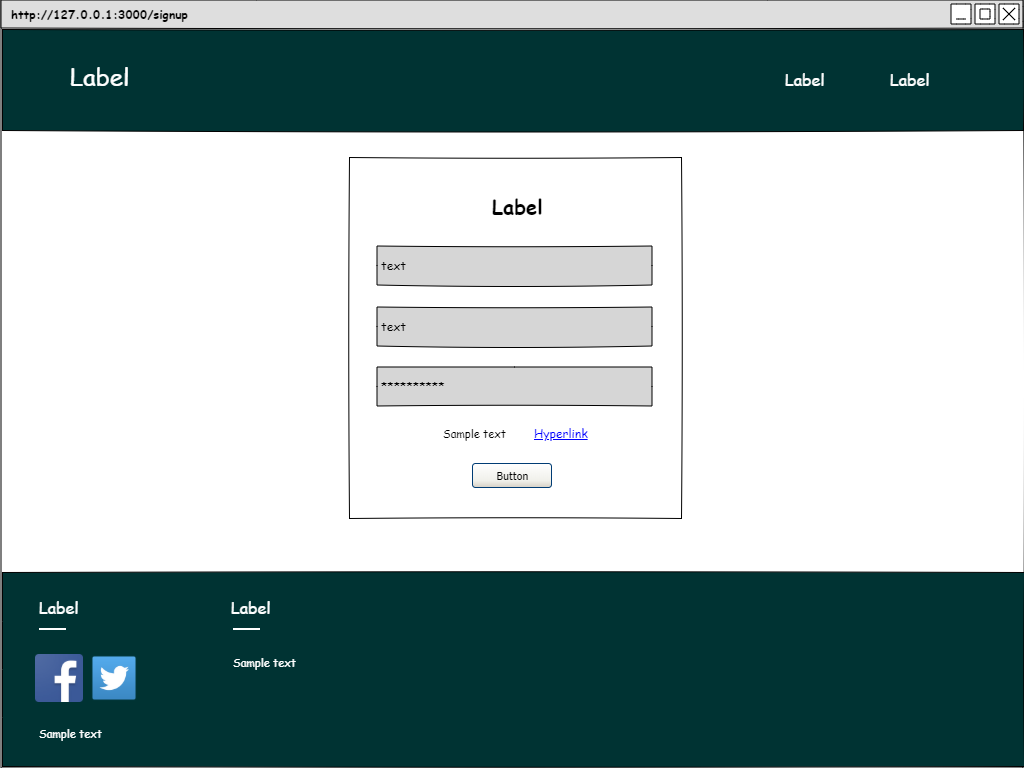 http://127.0.0.1:3000/signup
Label
Label
Label
Label
text
text
**********
Sample text
Hyperlink
Button
Label
Label
Sample text
Sample text